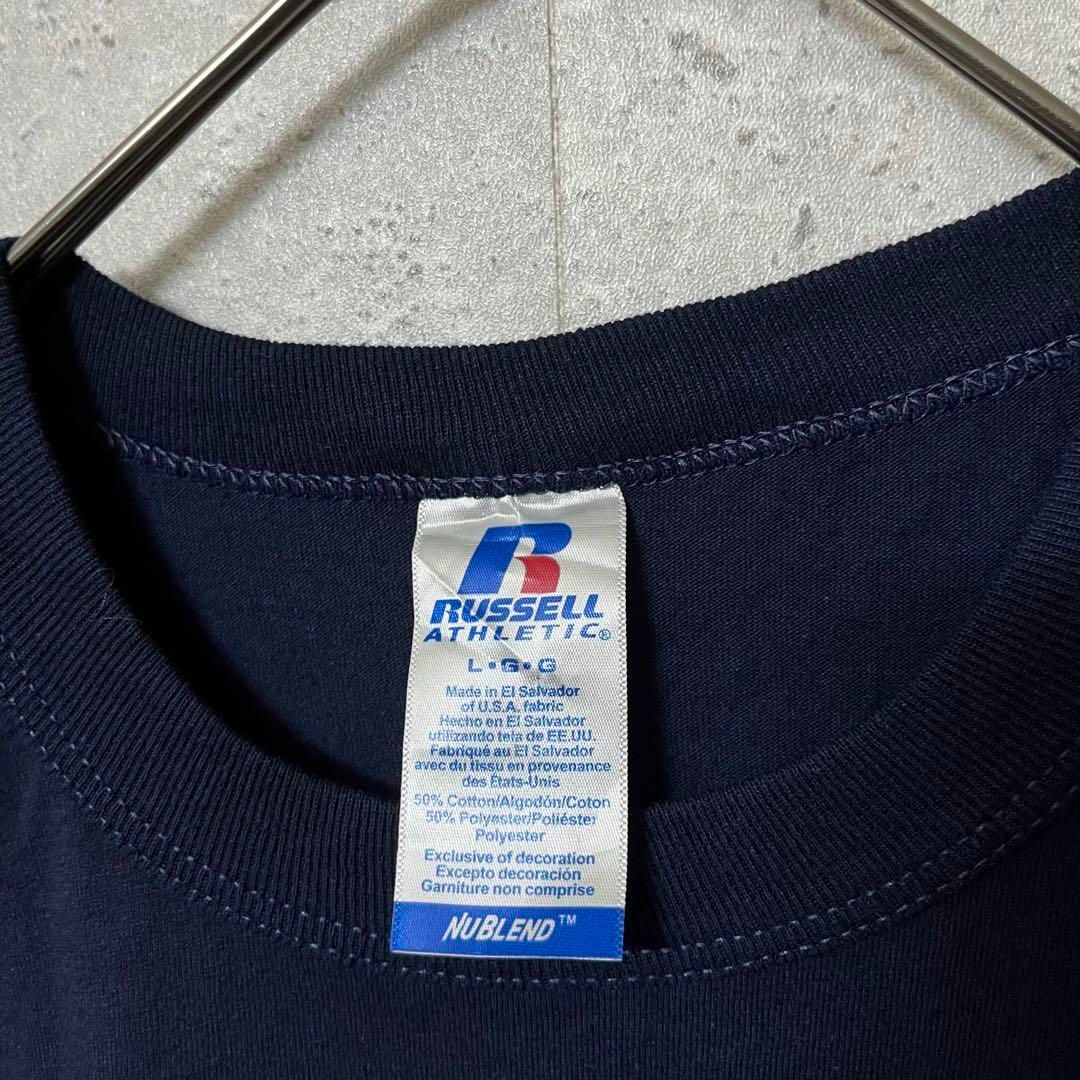 R
RUSSELL
ATHLETIC®
L•G•G
Made in El Salvador
of U.S.A. fabric
Hecho en El Salvador
utilizando tela de EE.UU.
Fabriqué au El Salvador
avec du tissu en provenance
des États-Unis
50% Cotton/Algodón/Coton
50% Polyester/Poliéster
Polyester
Exclusive of decoration
Excepto decoración
Garniture non comprise
NUBLEND™